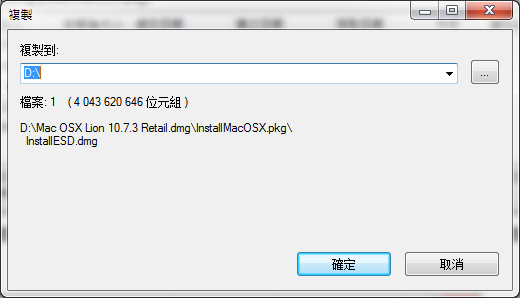 複製
複製到:
D:\
...
檔案: 1 ( 4 043 620 646 位元組 )
D:\Mac OSX Lion 10.7.3 Retail.dmg\InstallMacOSX.pkg\
InstallESD.dmg
確定
取消